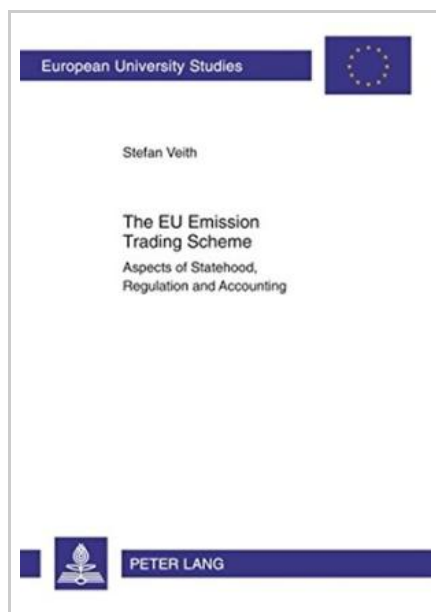 European University Studies
Stefan Veith
The EU Emission
Trading Scheme
Aspects of Statehood,
Regulation and Accounting
PETER LANG